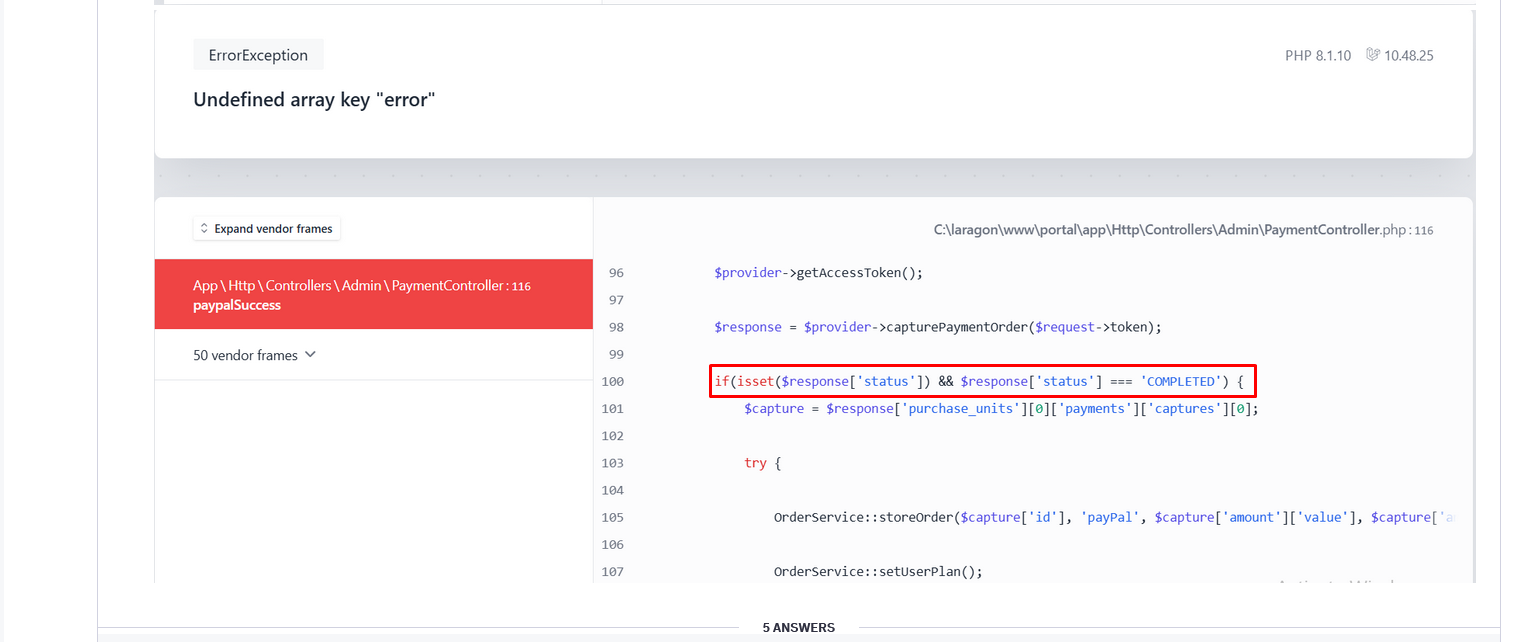 ErrorException
PHP 8.1.10 10.48.25
Undefined array key "error"
Expand vendor frames
C:\laragon\www\portal\app\Http\Controllers\Admin\PaymentController.php : 116
App \ Http \ Controllers \ Admin \ PaymentController : 116
paypalSuccess
50 vendor frames
96 $provider->getAccessToken();
97
98 $response = $provider->capturePaymentOrder($request->token);
99
100 if(isset($response['status']) && $response['status'] === 'COMPLETED') {
101 $capture = $response['purchase_units'][0]['payments']['captures'][0];
102
103 try {
104
105 OrderService::storeOrder($capture['id'], 'payPal', $capture['amount']['value'], $capture['a
106
107 OrderService::setUserPlan();
5 ANSWERS